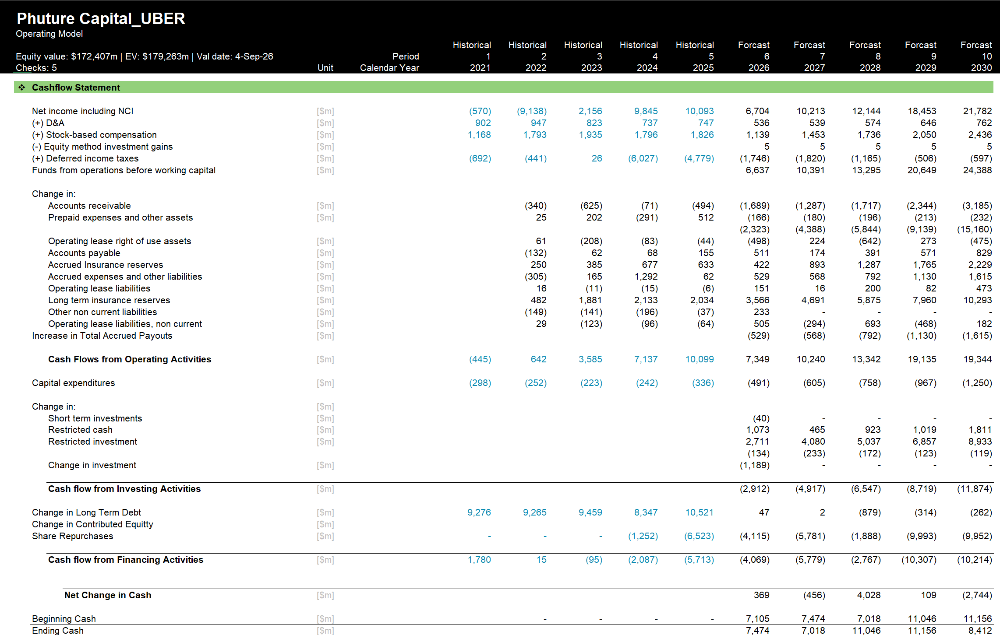 Phuture Capital_UBER
Operating Model
Historical Historical Historical Historical Historical Forcast Forcast Forcast Forcast Forcast
Equity value: $172,407m | EV: $179,263m | Val date: 4-Sep-26 Period 1 2 3 4 5 6 7 8 9 10
Checks: 5 Unit Calendar Year 2021 2022 2023 2024 2025 2026 2027 2028 2029 2030
❖ Cashflow Statement
Net income including NCI [$m] (570) (9,138) 2,156 9,845 10,093 6,704 10,213 12,144 18,453 21,782
(+) D&A [$m] 902 947 823 737 747 536 539 574 646 762
(+) Stock-based compensation [$m] 1,168 1,793 1,935 1,796 1,826 1,139 1,453 1,736 2,050 2,436
(-) Equity method investment gains [$m] 5 5 5 5 5
(+) Deferred income taxes [$m] (692) (441) 26 (6,027) (4,779) (1,746) (1,820) (1,165) (506) (597)
Funds from operations before working capital [$m] 6,637 10,391 13,295 20,649 24,388
Change in:
Accounts receivable [$m] (340) (625) (71) (494) (1,689) (1,287) (1,717) (2,344) (3,185)
Prepaid expenses and other assets [$m] 25 202 (291) 512 (166) (180) (196) (213) (232)
(2,323) (4,388) (5,844) (9,139) (15,160)
Operating lease right of use assets [$m] 61 (208) (83) (44) (498) 224 (642) 273 (475)
Accounts payable [$m] (132) 62 68 155 511 174 391 571 829
Accrued Insurance reserves [$m] 250 385 677 633 422 893 1,287 1,765 2,229
Accrued expenses and other liabilities [$m] (305) 165 1,292 62 529 568 792 1,130 1,615
Operating lease liabilities [$m] 16 (11) (15) (6) 151 16 200 82 473
Long term insurance reserves [$m] 482 1,881 2,133 2,034 3,566 4,691 5,875 7,960 10,293
Other non current liabilities [$m] (149) (141) (196) (37) 233 - - - -
Operating lease liabilities, non current [$m] 29 (123) (96) (64) 505 (294) 693 (468) 182
Increase in Total Accrued Payouts [$m] (529) (568) (792) (1,130) (1,615)
Cash Flows from Operating Activities [$m] (445) 642 3,585 7,137 10,099 7,349 10,240 13,342 19,135 19,344
Capital expenditures [$m] (298) (252) (223) (242) (336) (491) (605) (758) (967) (1,250)
Change in: [$m]
Short term investments [$m] (40) - - - -
Restricted cash [$m] 1,073 465 923 1,019 1,811
Restricted investment [$m] 2,711 4,080 5,037 6,857 8,933
(134) (233) (172) (123) (119)
Change in investment [$m] (1,189) - - - -
Cash flow from Investing Activities [$m] (2,912) (4,917) (6,547) (8,719) (11,874)
Change in Long Term Debt [$m] 9,276 9,265 9,459 8,347 10,521 47 2 (879) (314) (262)
Change in Contributed Equitty [$m]
Share Repurchases [$m] - - - (1,252) (6,523) (4,115) (5,781) (1,888) (9,993) (9,952)
Cash flow from Financing Activities [$m] 1,780 15 (95) (2,087) (5,713) (4,069) (5,779) (2,767) (10,307) (10,214)
Net Change in Cash [$m] 369 (456) 4,028 109 (2,744)
Beginning Cash [$m] - - - - 7,105 7,474 7,018 11,046 11,156
Ending Cash [$m] 7,474 7,018 11,046 11,156 8,412